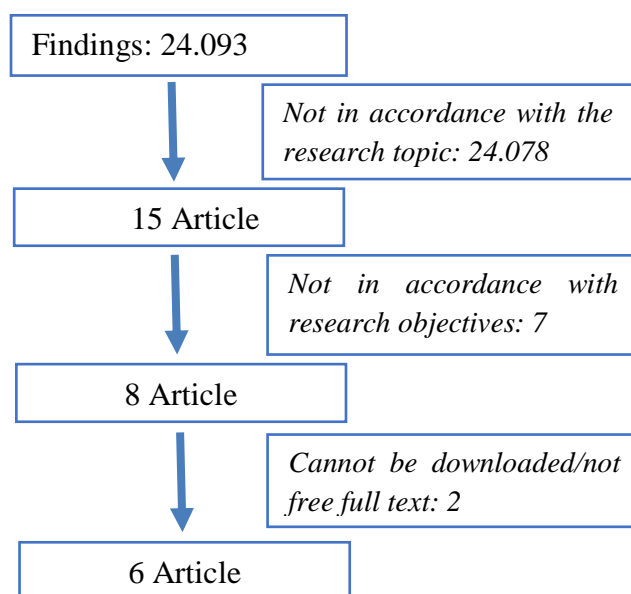 Findings: 24.093
Not in accordance with the
research topic: 24.078
15 Article
Not in accordance with
research objectives: 7
8 Article
Cannot be downloaded/not
free full text: 2
6 Article